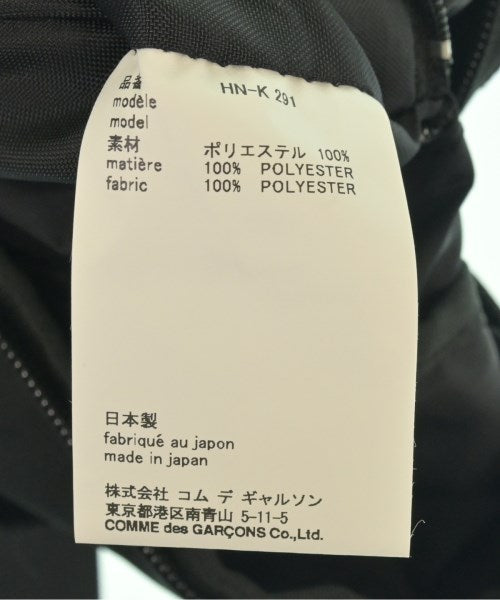 品番 HN-K 291
modèle
model
素材 ポリエステル 100%
matière 100% POLYESTER
fabric 100% POLYESTER
日本製
fabriqué au japon
made in japan
株式会社 コム デ ギャルソン
東京都港区南青山 5-11-5
COMME des GARÇONS Co.,Ltd.